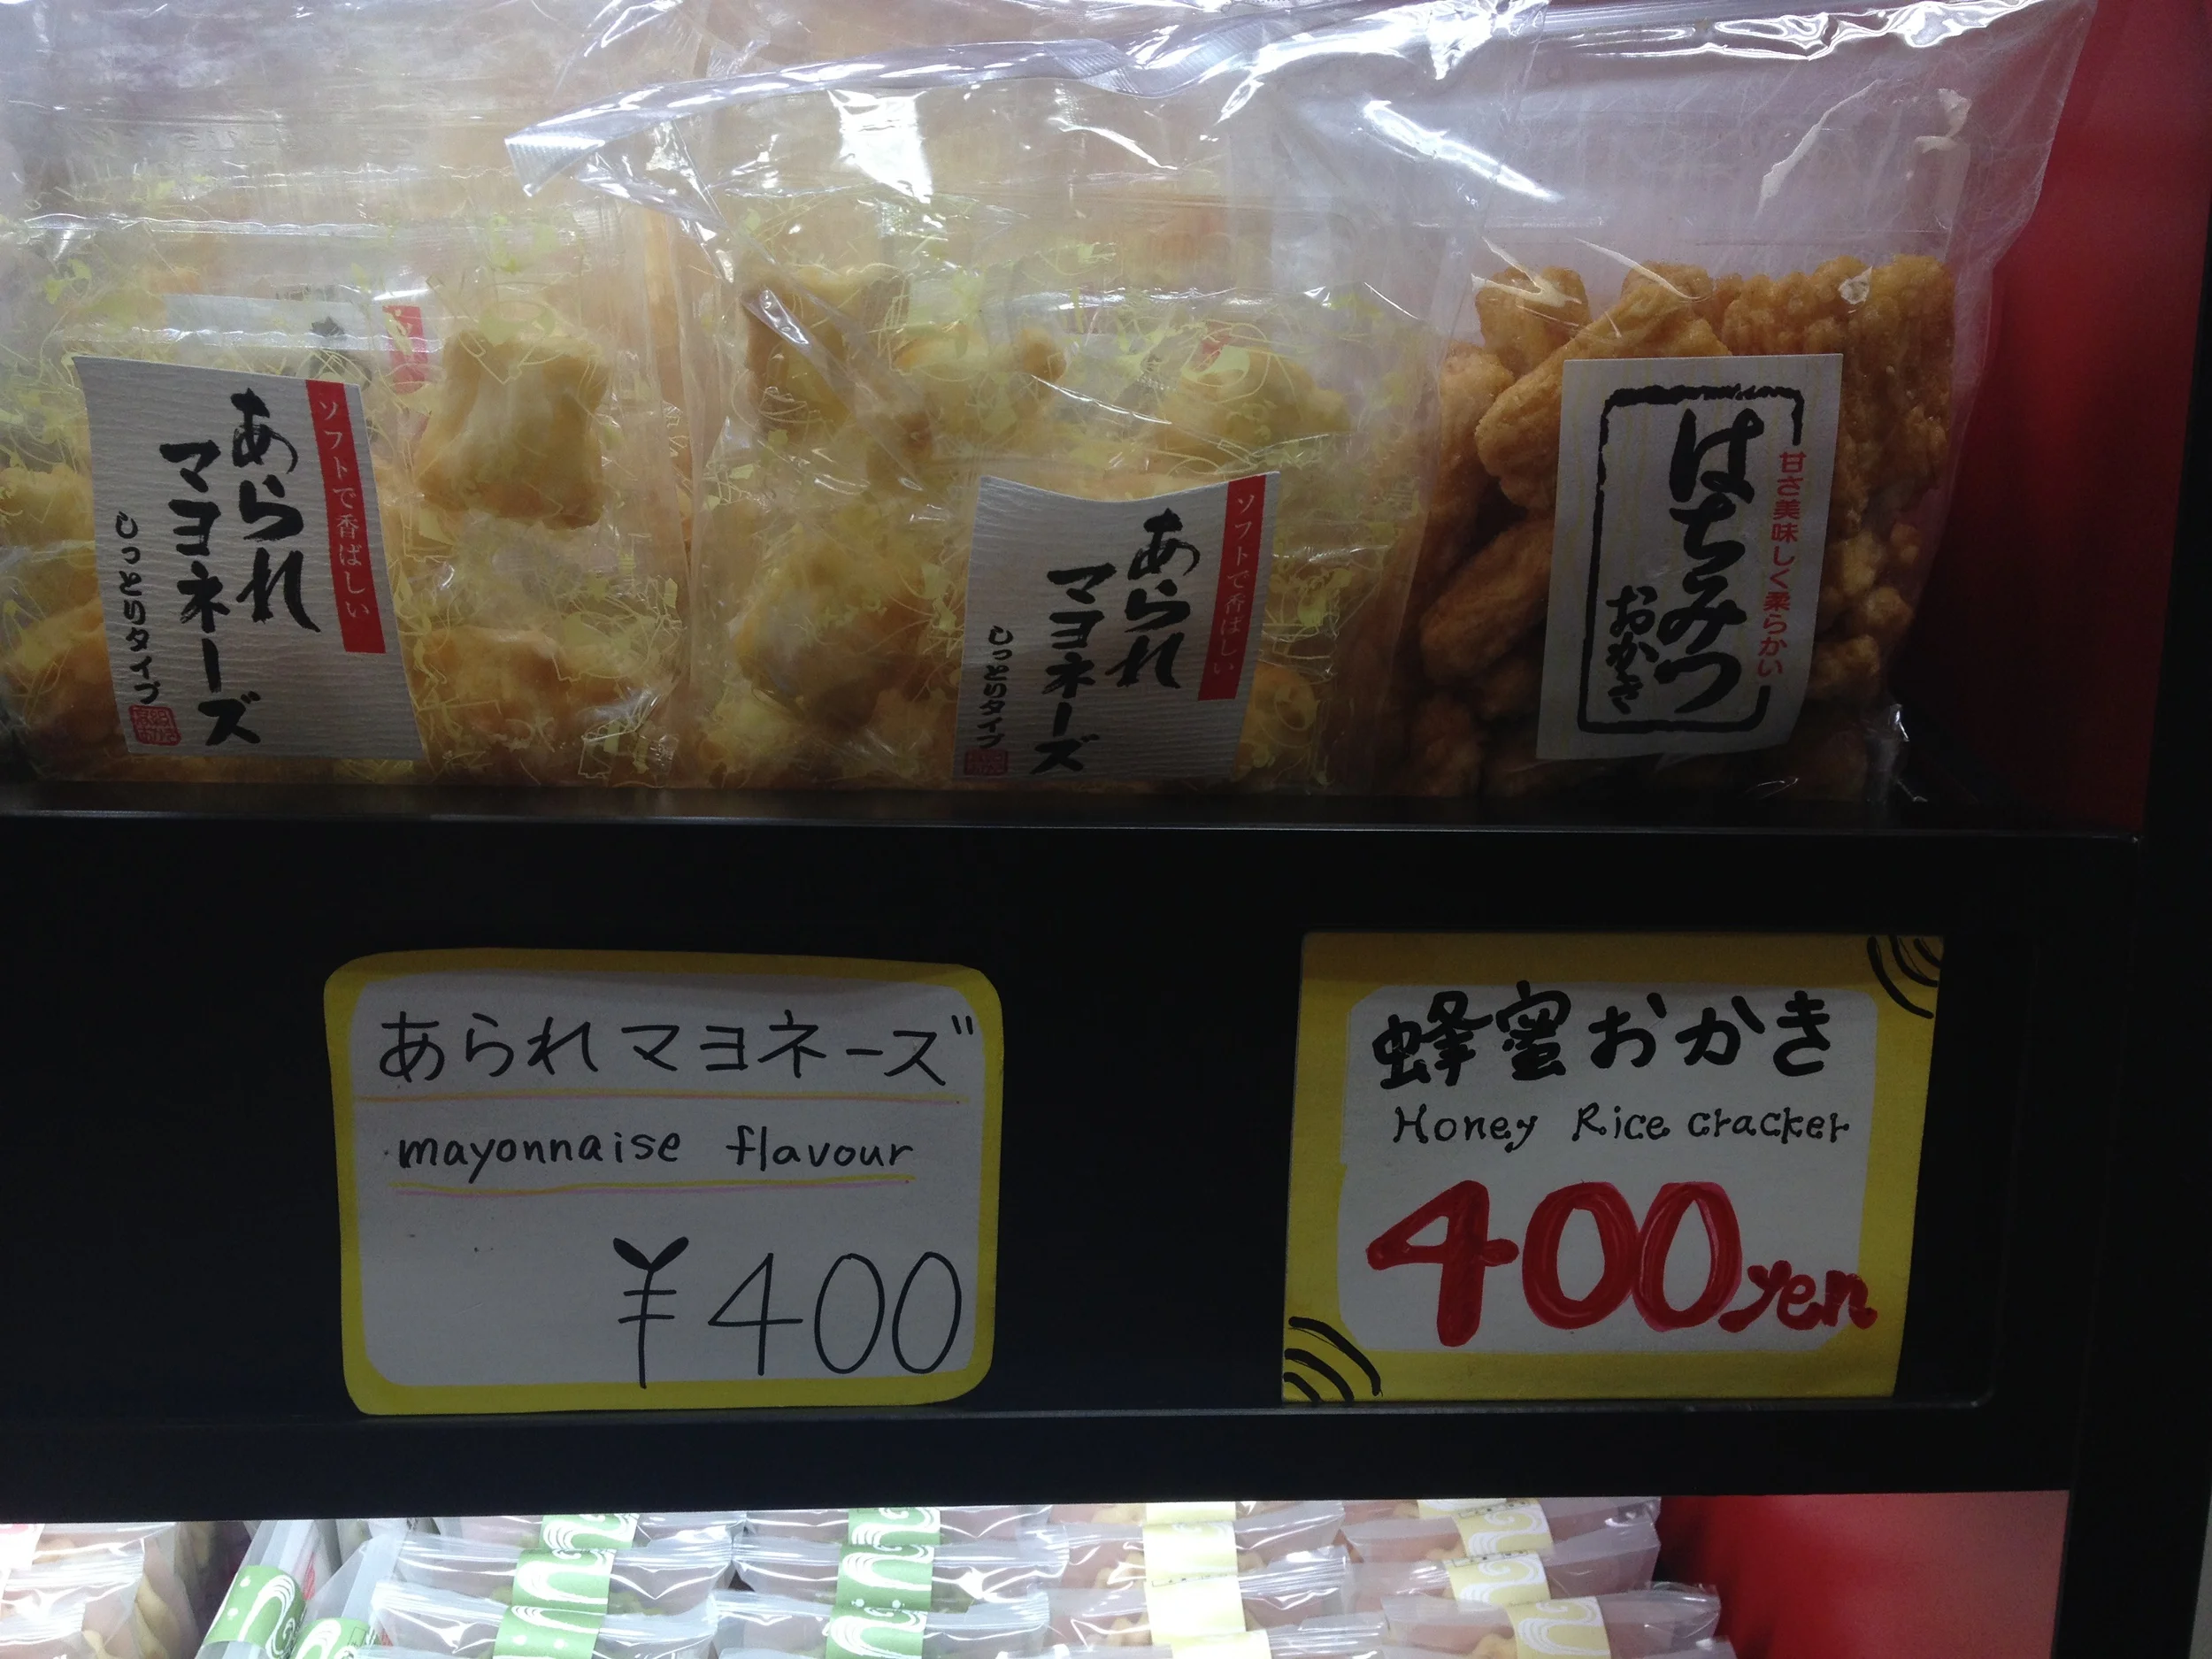 ソフトで香ばしい
あられ
マヨネーズ
しっとりタイプ
ソフトで香ばしい
あられ
マヨネーズ
しっとりタイプ
甘さ美味しく柔らかい
はちみつ
おかき
あられマヨネーズ
mayonnaise flavour
¥400
蜂蜜おかき
Honey Rice cracker
400yen